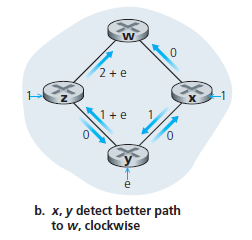 w
0
2 + e
1
z
x
1
1 + e
1
0
0
y
e
b. x, y detect better path
to w, clockwise